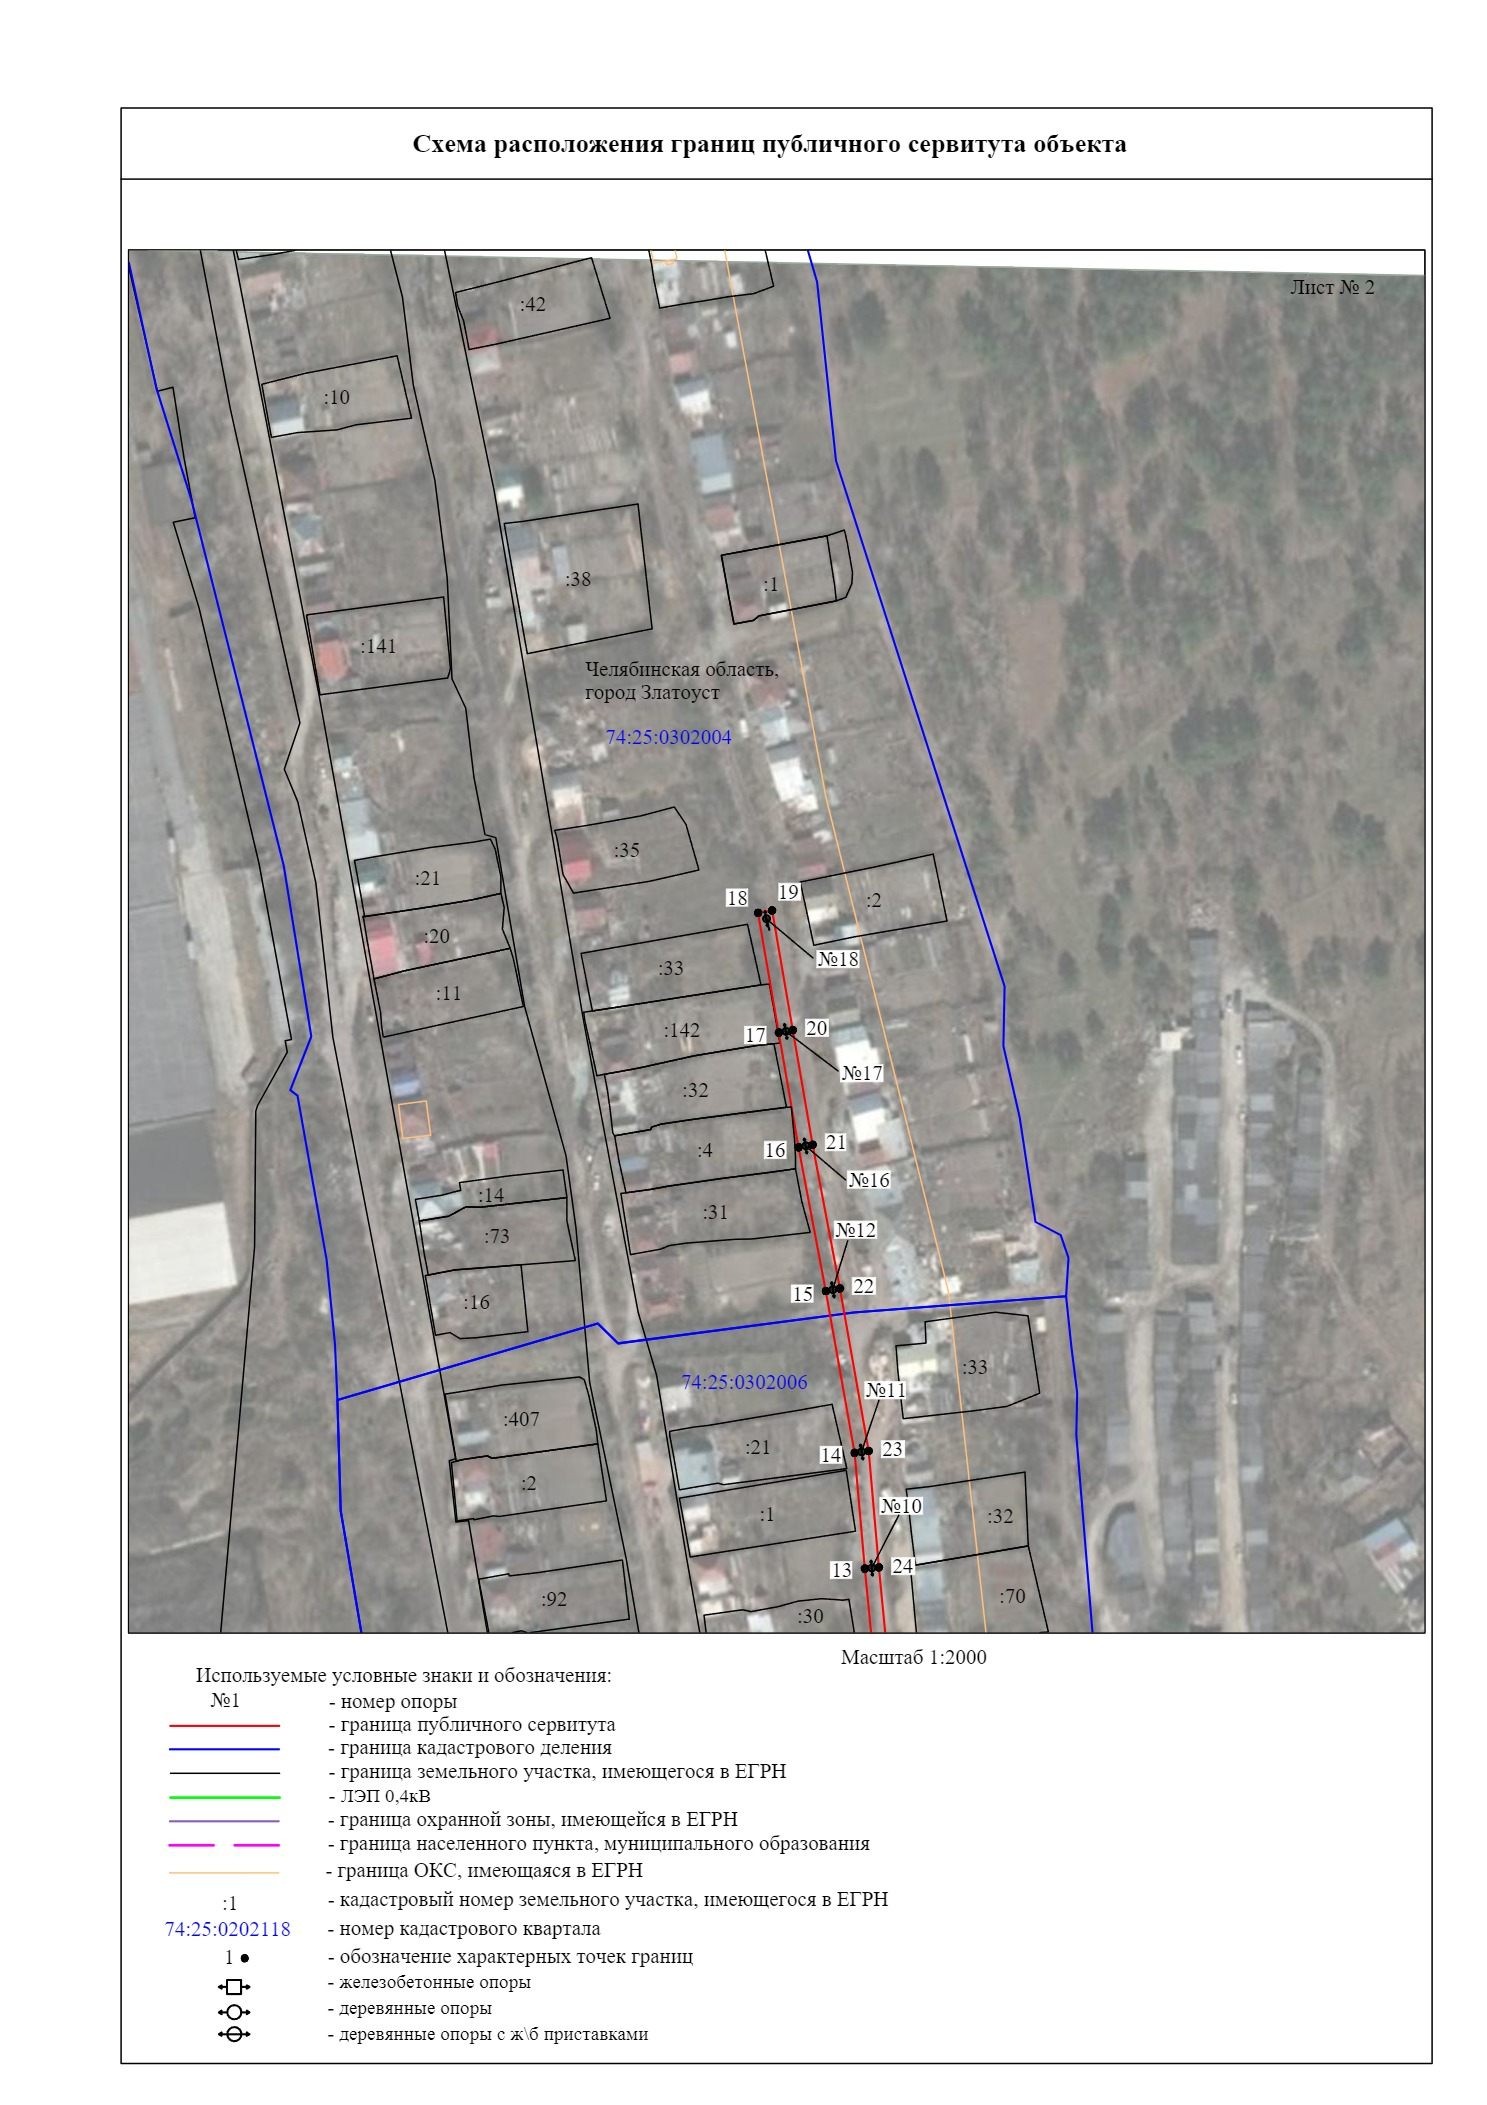 Схема расположения границ публичного сервитута объекта
Лист № 2
:42
:10
:38
:1
:141
Челябинская область,
город Златоуст
74:25:0302004
:35
:21
:2
18
19
:20
№18
:33
:11
17
20
:142
№17
:32
16
21
:4
№16
:14
:31
№12
:73
15
22
:16
:33
74:25:0302006
№11
:407
:21
14
23
:2
№10
:1
:32
13
24
:92
:70
:30
Масштаб 1:2000
Используемые условные знаки и обозначения:
№1 - номер опоры
- граница публичного сервитута
- граница кадастрового деления
- граница земельного участка, имеющегося в ЕГРН
- ЛЭП 0,4кВ
- граница охранной зоны, имеющейся в ЕГРН
- граница населенного пункта, муниципального образования
- граница ОКС, имеющаяся в ЕГРН
:1 - кадастровый номер земельного участка, имеющегося в ЕГРН
74:25:0202118 - номер кадастрового квартала
1 - обозначение характерных точек границ
- железобетонные опоры
- деревянные опоры
- деревянные опоры с ж\б приставками